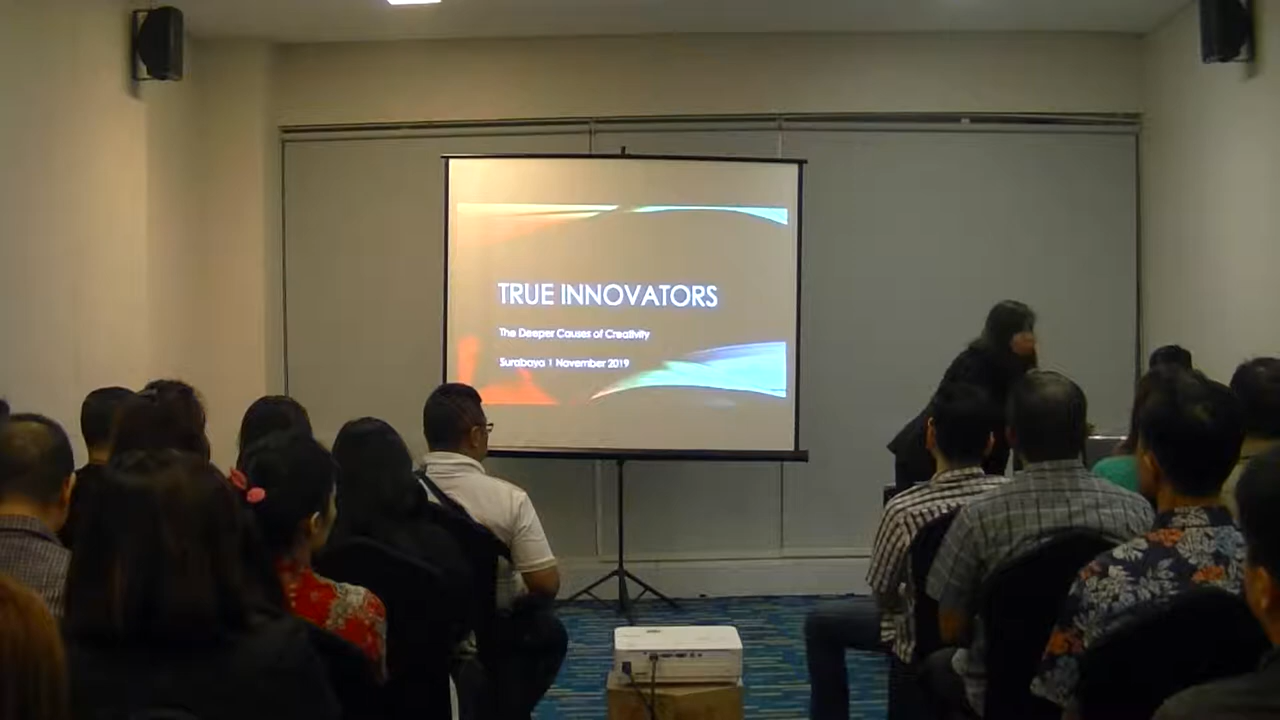 TRUE INNOVATORS
The Deeper Causes of Creativity
Surabaya 1 November 2019